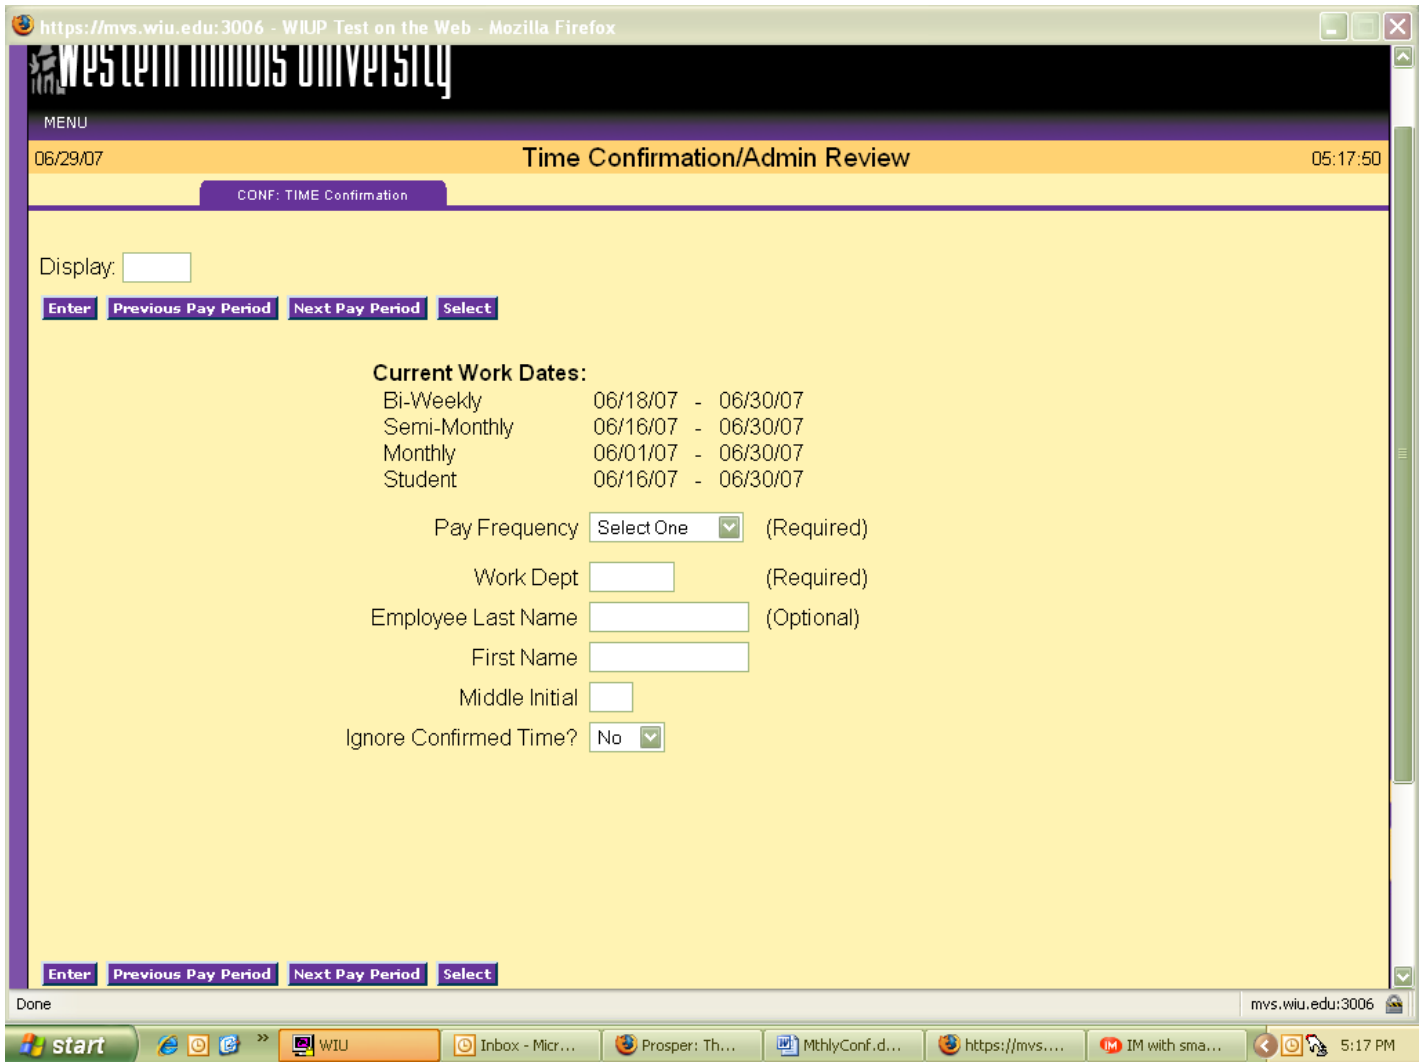 https://mvs.wiu.edu:3006 - WIUP Test on the Web - Mozilla Firefox
Western Illinois University
MENU
06/29/07 Time Confirmation/Admin Review 05:17:50
CONF: TIME Confirmation
Display:
Enter Previous Pay Period Next Pay Period Select
Current Work Dates:
Bi-Weekly 06/18/07 - 06/30/07
Semi-Monthly 06/16/07 - 06/30/07
Monthly 06/01/07 - 06/30/07
Student 06/16/07 - 06/30/07
Pay Frequency Select One (Required)
Work Dept (Required)
Employee Last Name (Optional)
First Name
Middle Initial
Ignore Confirmed Time? No
Enter Previous Pay Period Next Pay Period Select
Done mvs.wiu.edu:3006
start » WIU Inbox - Micr... Prosper: Th... MthlyConf.d... https://mvs.... IM with sma... 5:17 PM